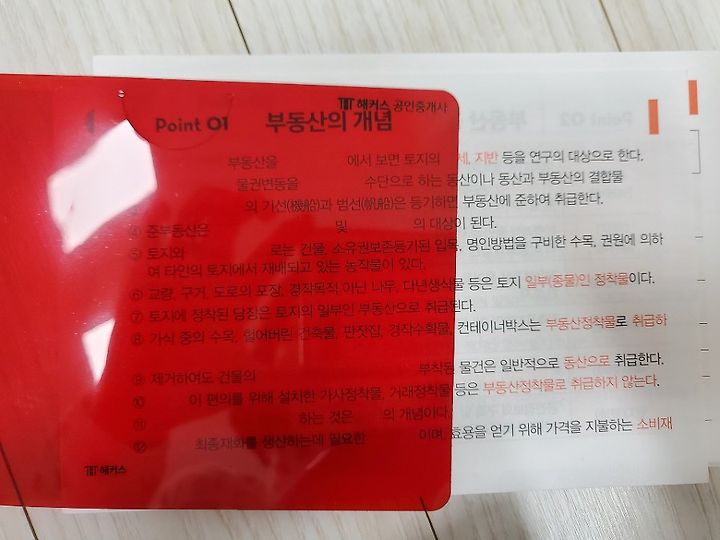 해커스 공인중개사
Point 01 부동산의 개념
Point 02
부동산을 에서 보면 토지의 세, 지반 등을 연구의 대상으로 한다.
물권변동을 수단으로 하는 동산이나 동산과 부동산의 결합물
의 기선(機船)과 범선(帆船)은 등기하면 부동산에 준하여 취급한다.
④ 주부동산은 및 의 대상이 된다.
⑤ 토지와 로는 건물, 소유권보존등기된 입목, 명인방법을 구비한 수목, 권원에 의하
여 타인의 토지에서 재배되고 있는 농작물이 있다.
⑥ 교량, 구거, 도로의 포장, 경작목적 아닌 나무, 다년생식물 등은 토지 일부(종물)인 정착물이다.
⑦ 토지에 정착된 담장은 토지의 일부인 부동산으로 취급된다.
⑧ 가식 중의 수목, 헐어버린 건축물, 판잣집, 경작수확물, 컨테이너박스는 부동산정착물로 취급하
⑨ 제거하여도 건물의 부착된 물건은 일반적으로 동산으로 취급한다.
⑩ 이 편의를 위해 설치한 가사정착물, 거래정착물 등은 부동산정착물로 취급하지 않는다.
⑪ 하는 것은 의 개념이다.
⑫ 최종재화를 생산하는데 필요한 이며, 효용을 얻기 위해 가격을 지불하는 소비재
해커스